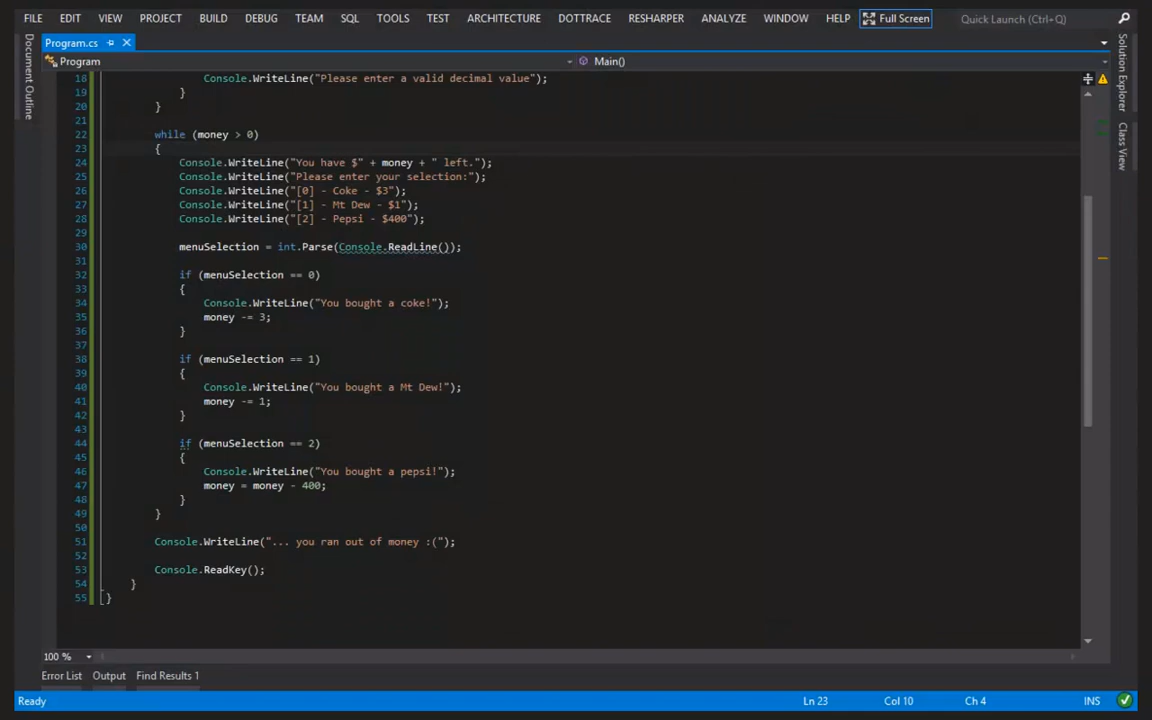 FILE EDIT VIEW PROJECT BUILD DEBUG TEAM SQL TOOLS TEST ARCHITECTURE DOTTRACE RESHARPER ANALYZE WINDOW HELP Full Screen Quick Launch (Ctrl+Q)
Document Outline
Program.cs
Solution Explorer
Class View
Program Main()
18 Console.WriteLine("Please enter a valid decimal value");
19 }
20 }
21
22 while (money > 0)
23 {
24 Console.WriteLine("You have $" + money + " left.");
25 Console.WriteLine("Please enter your selection:");
26 Console.WriteLine("[0] - Coke - $3");
27 Console.WriteLine("[1] - Mt Dew - $1");
28 Console.WriteLine("[2] - Pepsi - $400");
29
30 menuSelection = int.Parse(Console.ReadLine());
31
32 if (menuSelection == 0)
33 {
34 Console.WriteLine("You bought a coke!");
35 money -= 3;
36 }
37
38 if (menuSelection == 1)
39 {
40 Console.WriteLine("You bought a Mt Dew!");
41 money -= 1;
42 }
43
44 if (menuSelection == 2)
45 {
46 Console.WriteLine("You bought a pepsi!");
47 money = money - 400;
48 }
49 }
50
51 Console.WriteLine("... you ran out of money :(");
52
53 Console.ReadKey();
54 }
55 }
100 %
Error List Output Find Results 1
Ready Ln 23 Col 10 Ch 4 INS